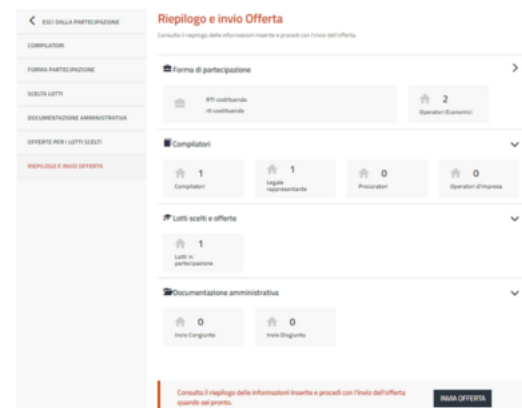 ESCI DALLA PARTECIPAZIONE
COMPILATORI
FORMA PARTECIPAZIONE
SCELTA LOTTI
DOCUMENTAZIONE AMMINISTRATIVA
OFFERTE PER I LOTTI SCELTI
RIEPILOGO E INVIO OFFERTA
Riepilogo e invio Offerta
Consulta il riepilogo delle informazioni inserite e procedi con l'invio dell'offerta.
Forma di partecipazione
RTI costituendo
rti costituendo
2
Operatori Economici
Compilatori
1
Compilatori
1
Legale
rappresentante
0
Procuratori
0
Operatori d'impresa
Lotti scelti e offerte
1
Lotti in
partecipazione
Documentazione amministrativa
0
Invio Congiunto
0
Invio Disgiunto
Consulta il riepilogo delle informazioni inserite e procedi con l'invio dell'offerta
quando sei pronto.
INVIA OFFERTA